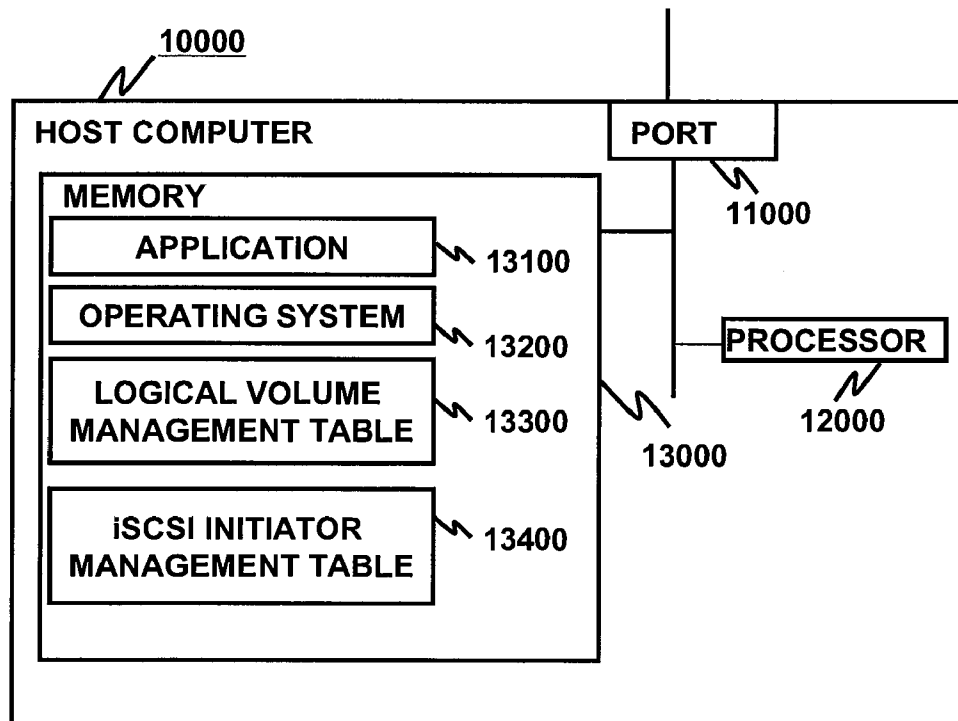 10000
HOST COMPUTER
PORT
11000
MEMORY
APPLICATION
13100
OPERATING SYSTEM
13200
LOGICAL VOLUME
MANAGEMENT TABLE
13300
iSCSI INITIATOR
MANAGEMENT TABLE
13400
13000
PROCESSOR
12000